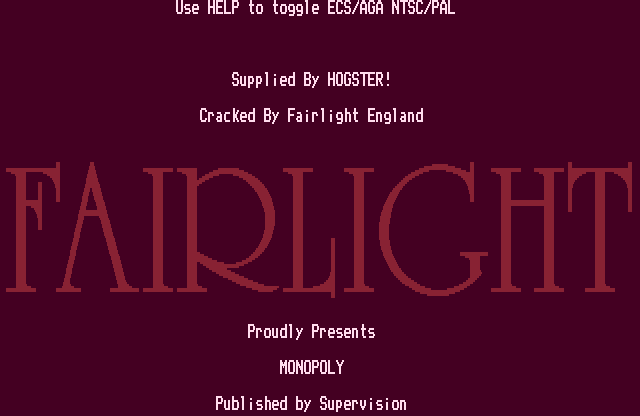 Use HELP to toggle ECS/AGA NTSC/PAL
Supplied By HOGSTER!
Cracked By Fairlight England
FAIRLIGHT
Proudly Presents
MONOPOLY
Published by Supervision